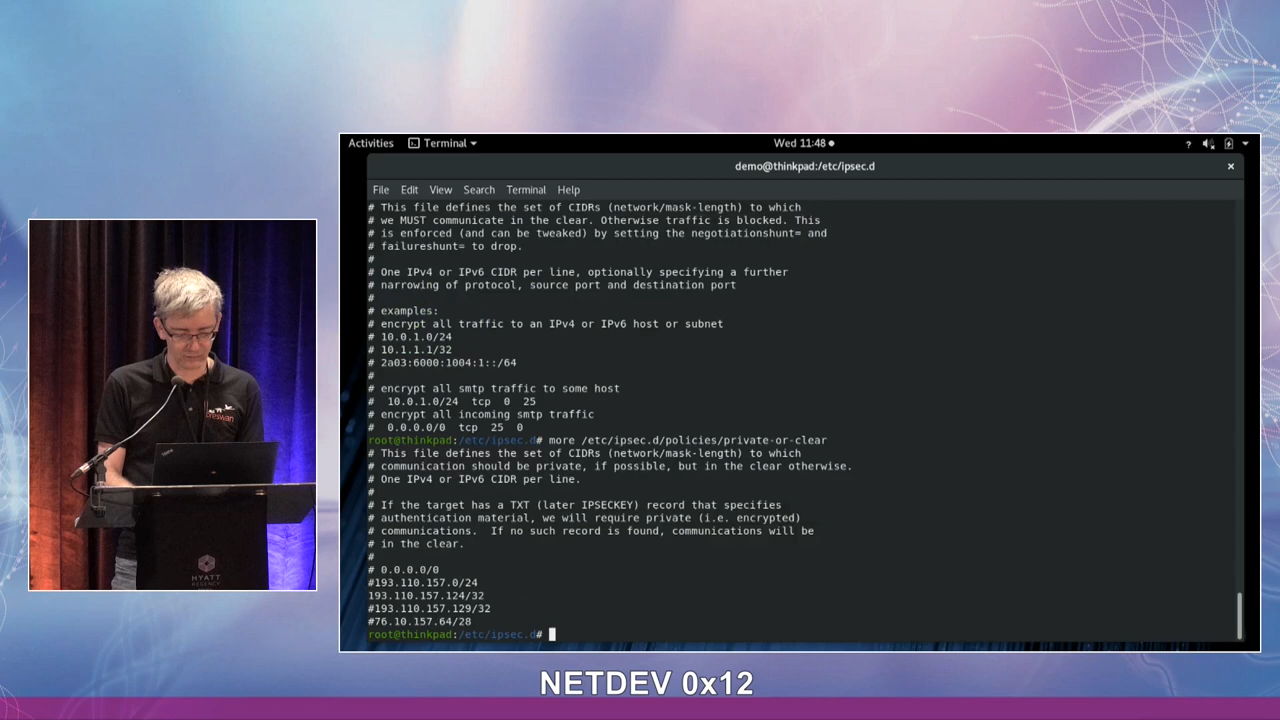 Activities Terminal Wed 11:48
demo@thinkpad:/etc/ipsec.d
File Edit View Search Terminal Help
# This file defines the set of CIDRs (network/mask-length) to which
# we MUST communicate in the clear. Otherwise traffic is blocked. This
# is enforced (and can be tweaked) by setting the negotiationshunt= and
# failureshunt= to drop.
#
# One IPv4 or IPv6 CIDR per line, optionally specifying a further
# narrowing of protocol, source port and destination port
#
# examples:
# encrypt all traffic to an IPv4 or IPv6 host or subnet
# 10.0.1.0/24
# 10.1.1.1/32
# 2a03:6000:1004:1::/64
#
# encrypt all smtp traffic to some host
# 10.0.1.0/24 tcp 0 25
# encrypt all incoming smtp traffic
# 0.0.0.0/0 tcp 25 0
root@thinkpad:/etc/ipsec.d# more /etc/ipsec.d/policies/private-or-clear
# This file defines the set of CIDRs (network/mask-length) to which
# communication should be private, if possible, but in the clear otherwise.
# One IPv4 or IPv6 CIDR per line.
#
# If the target has a TXT (later IPSECKEY) record that specifies
# authentication material, we will require private (i.e. encrypted)
# communications. If no such record is found, communications will be
# in the clear.
#
# 0.0.0.0/0
#193.110.157.0/24
193.110.157.124/32
#193.110.157.129/32
#76.10.157.64/28
root@thinkpad:/etc/ipsec.d#
HYATT
REGENCY
NETDEV 0x12